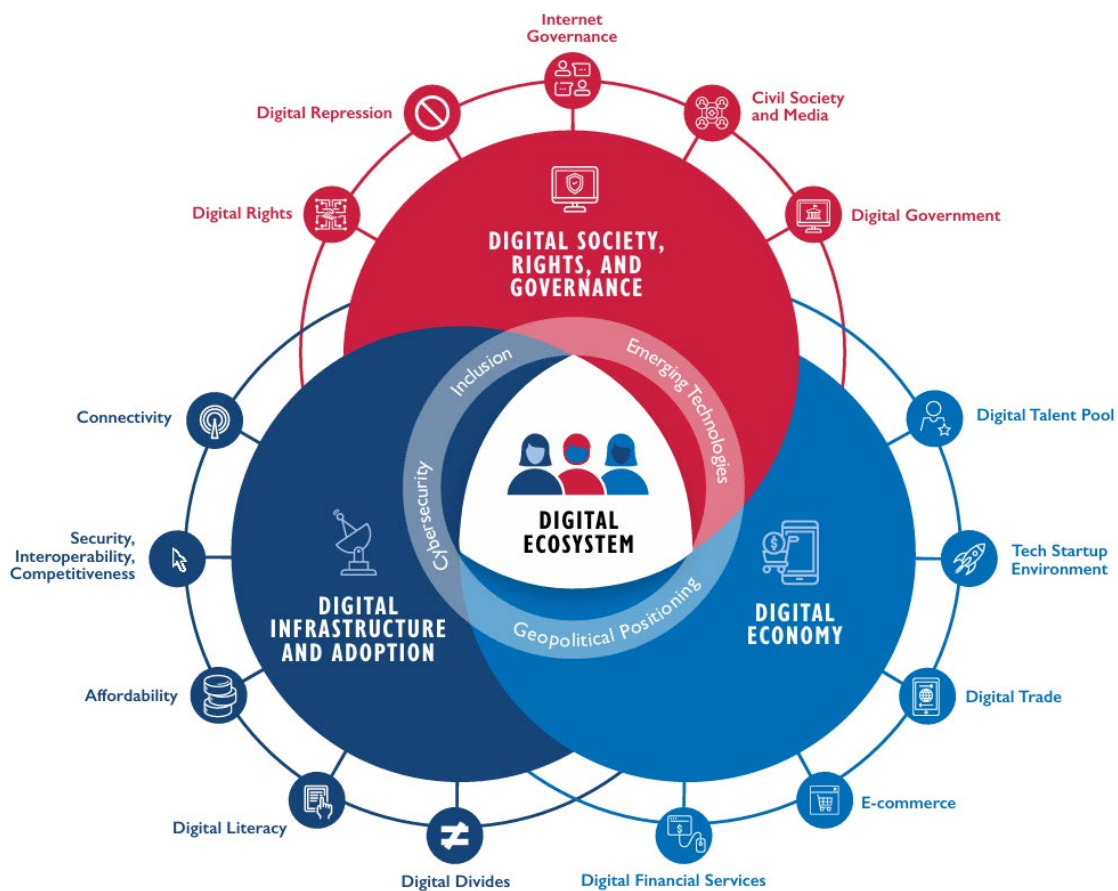 Internet
Governance
Digital Repression
Civil Society
and Media
Digital Rights
Digital Government
DIGITAL SOCIETY,
RIGHTS, AND
GOVERNANCE
Inclusion
Emerging Technologies
Cybersecurity
Geopolitical Positioning
DIGITAL
ECOSYSTEM
Connectivity
Security,
Interoperability,
Competitiveness
Affordability
Digital Literacy
Digital Divides
DIGITAL
INFRASTRUCTURE
AND ADOPTION
DIGITAL
ECONOMY
Digital Talent Pool
Tech Startup
Environment
Digital Trade
E-commerce
Digital Financial Services